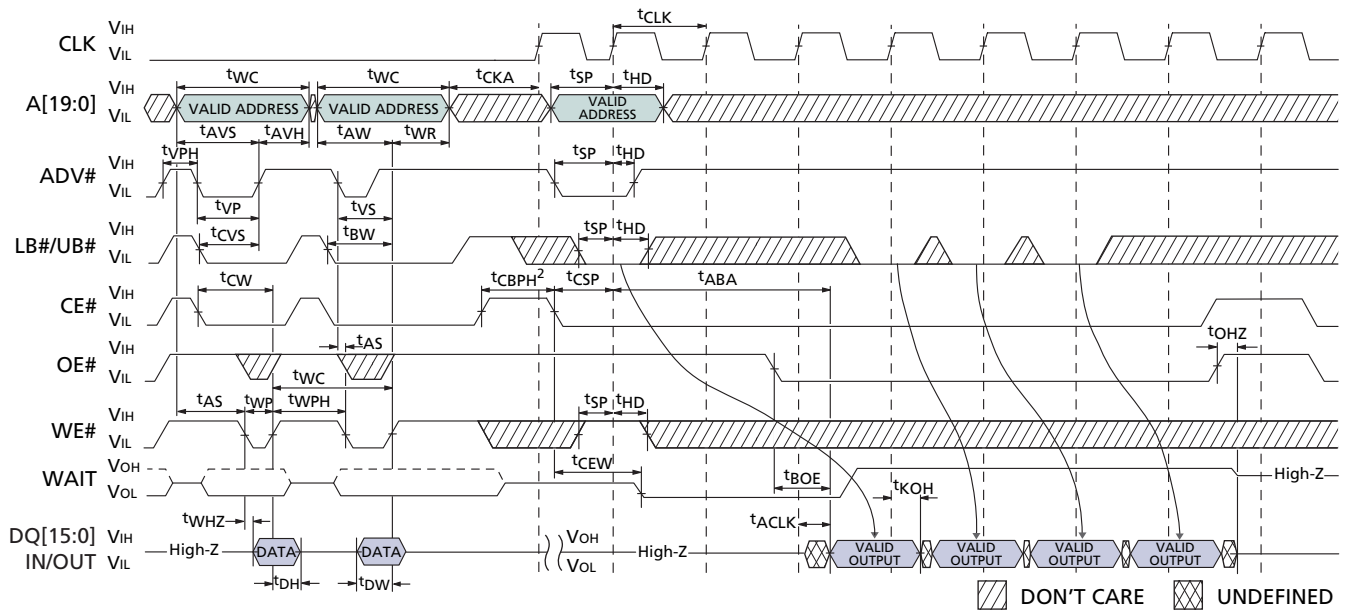 tCLK
CLK VIH
VIL
tWC tWC tCKA tSP tHD
A[19:0] VIH
VIL
VALID ADDRESS VALID ADDRESS VALID ADDRESS
tAVS tAVH tAW tWR
tVPH tSP tHD
ADV# VIH
VIL
tVP tVS
tCVS tBW tSP tHD
LB#/UB# VIH
VIL
tCW tCBPH2 tCSP tABA
CE# VIH
VIL
tAS tOHZ
OE# VIH
VIL
tWC
tAS tWP tWPH tSP tHD
WE# VIH
VIL
WAIT VOH
VOL
tCEW tBOE tKOH High-Z
tWHZ tACLK
DQ[15:0] IN/OUT VIH
VIL
High-Z DATA DATA VOH
VOL
High-Z VALID OUTPUT VALID OUTPUT VALID OUTPUT VALID OUTPUT
tDH tDW
DON'T CARE UNDEFINED